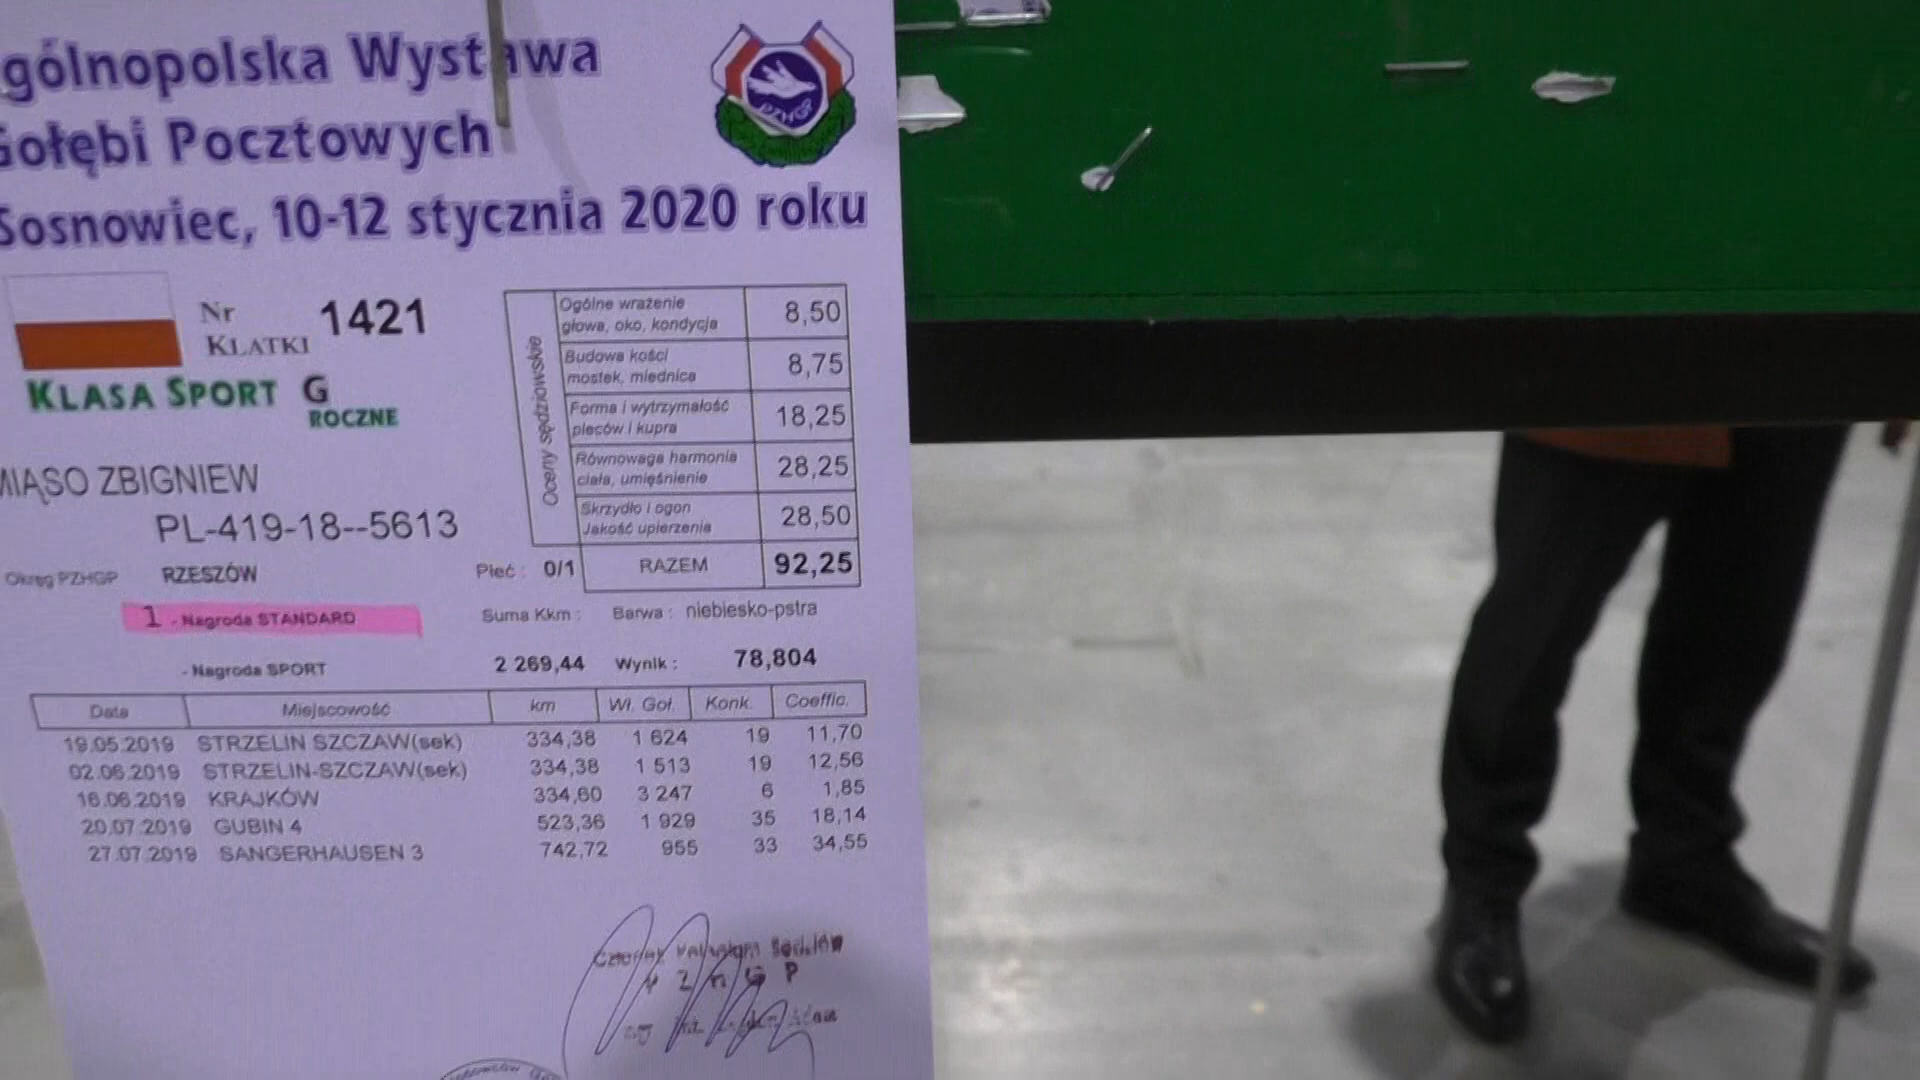 gólnopolska Wystawa
Gołębi Pocztowych
Sosnowiec, 10-12 stycznia 2020 roku
PZHGP
Nr
KLATKI 1421
KLASA SPORT G
ROCZNE
MIĄSO ZBIGNIEW
PL-419-18--5613
Okręg PZHGP RZESZÓW
1 - Nagroda STANDARD
- Nagroda SPORT
Oceny sędziowskie
Ogólne wrażenie
głowa, oko, kondycja 8,50
Budowa kości
mostek, miednica 8,75
Forma i wytrzymałość
pleców i kupra 18,25
Równowaga harmonia
ciała, umięśnienie 28,25
Skrzydło i ogon
Jakość upierzenia 28,50
Płeć : 0/1 RAZEM 92,25
Suma Kkm : Barwa : niebiesko-pstra
2 269,44 Wynik : 78,804
Data Miejscowość km Wł. Goł. Konk. Coeffic.
19.05.2019 STRZELIN SZCZAW(sek) 334,38 1 624 19 11,70
02.06.2019 STRZELIN-SZCZAW(sek) 334,38 1 513 19 12,56
16.06.2019 KRAJKÓW 334,60 3 247 6 1,85
20.07.2019 GUBIN 4 523,36 1 929 35 18,14
27.07.2019 SANGERHAUSEN 3 742,72 955 33 34,55